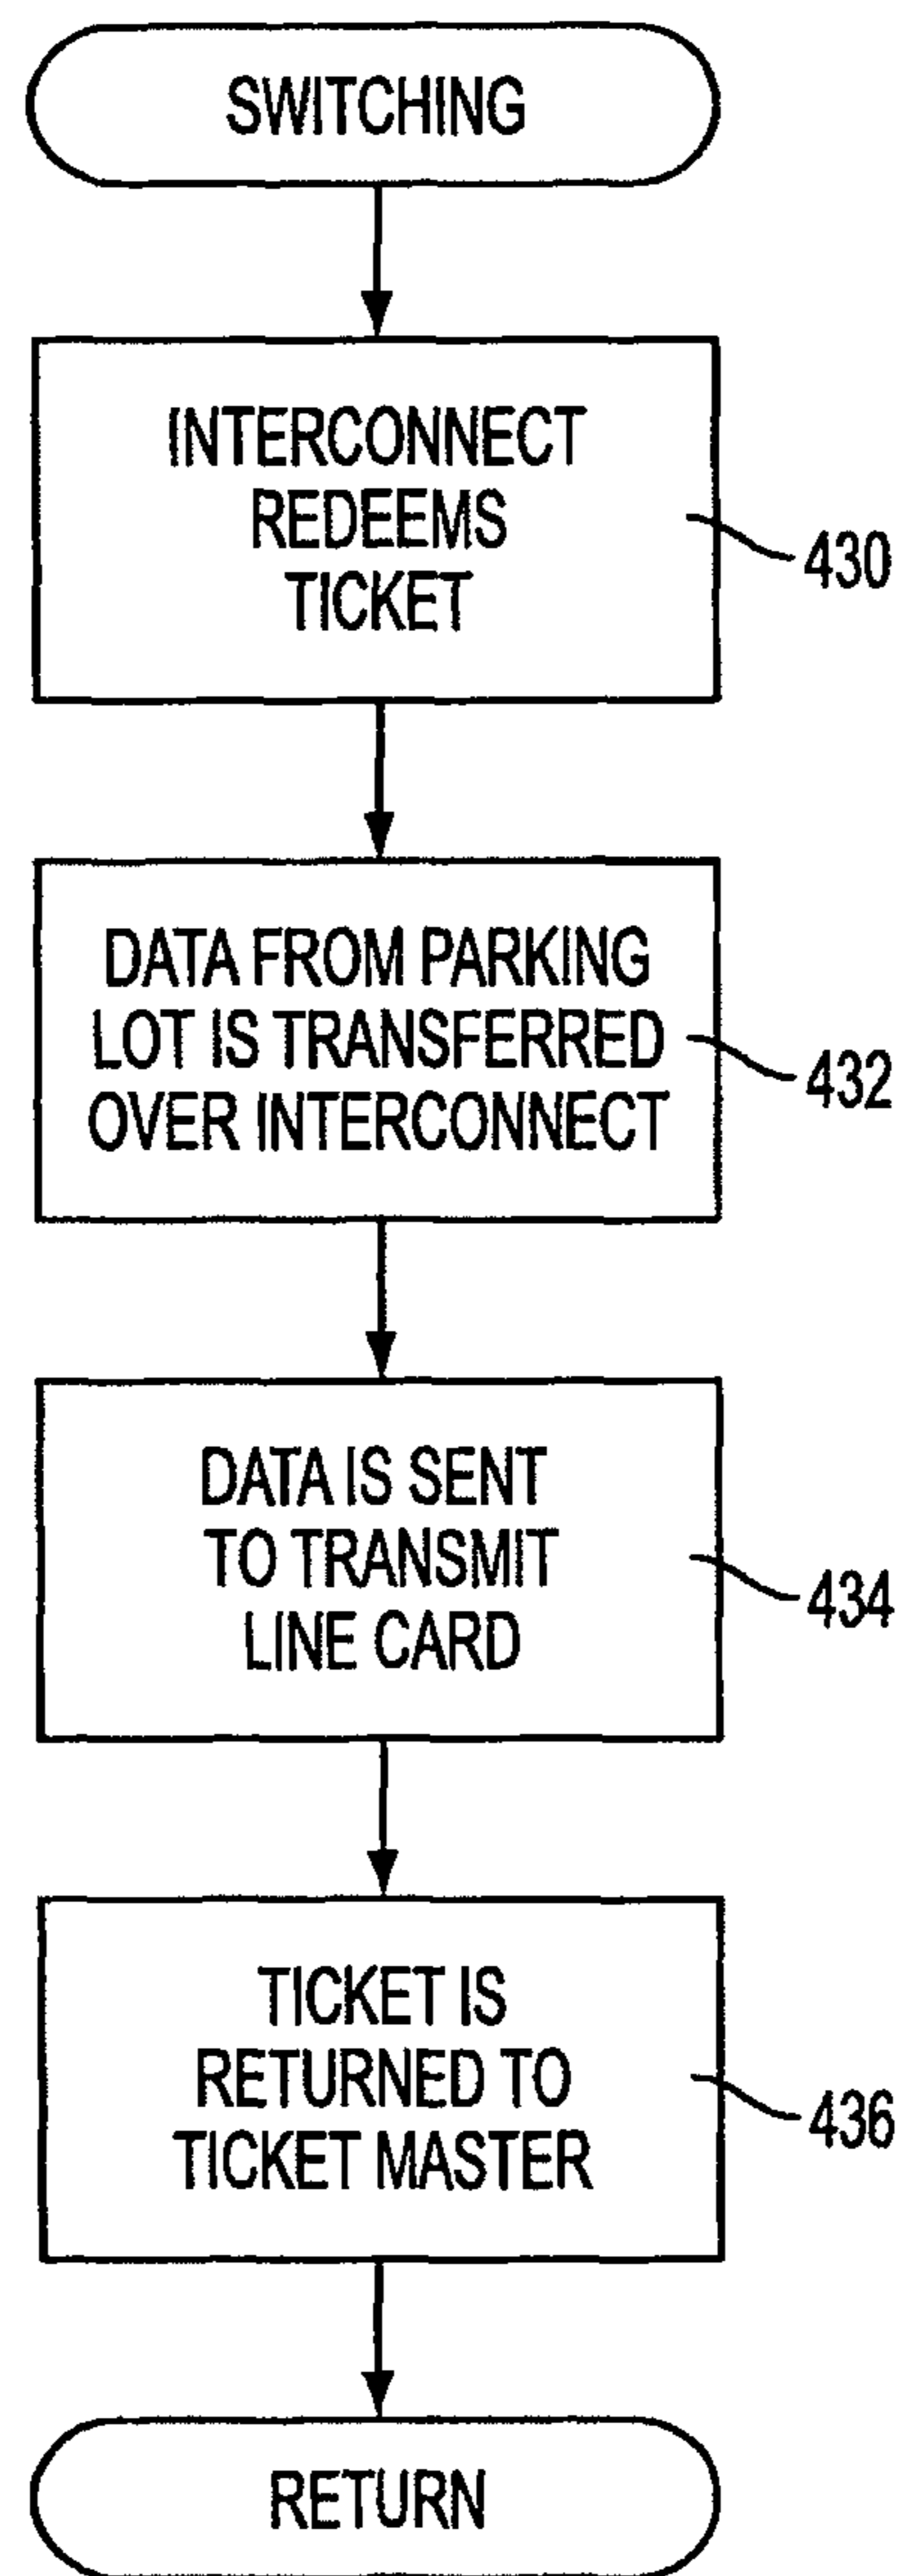 SWITCHING
INTERCONNECT
REDEEMS
TICKET
430
DATA FROM PARKING
LOT IS TRANSFERRED
OVER INTERCONNECT
432
DATA IS SENT
TO TRANSMIT
LINE CARD
434
TICKET IS
RETURNED TO
TICKET MASTER
436
RETURN